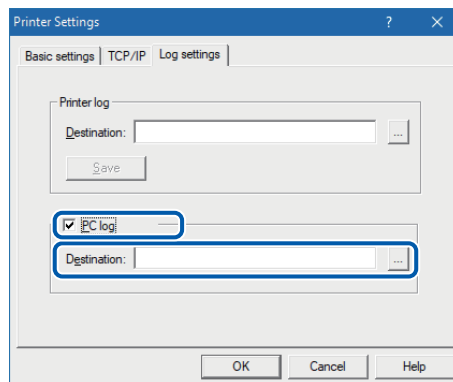 Printer Settings ? ×
Basic settings TCP/IP Log settings
Printer log
Destination: ...
Save
PC log
Destination: ...
OK Cancel Help